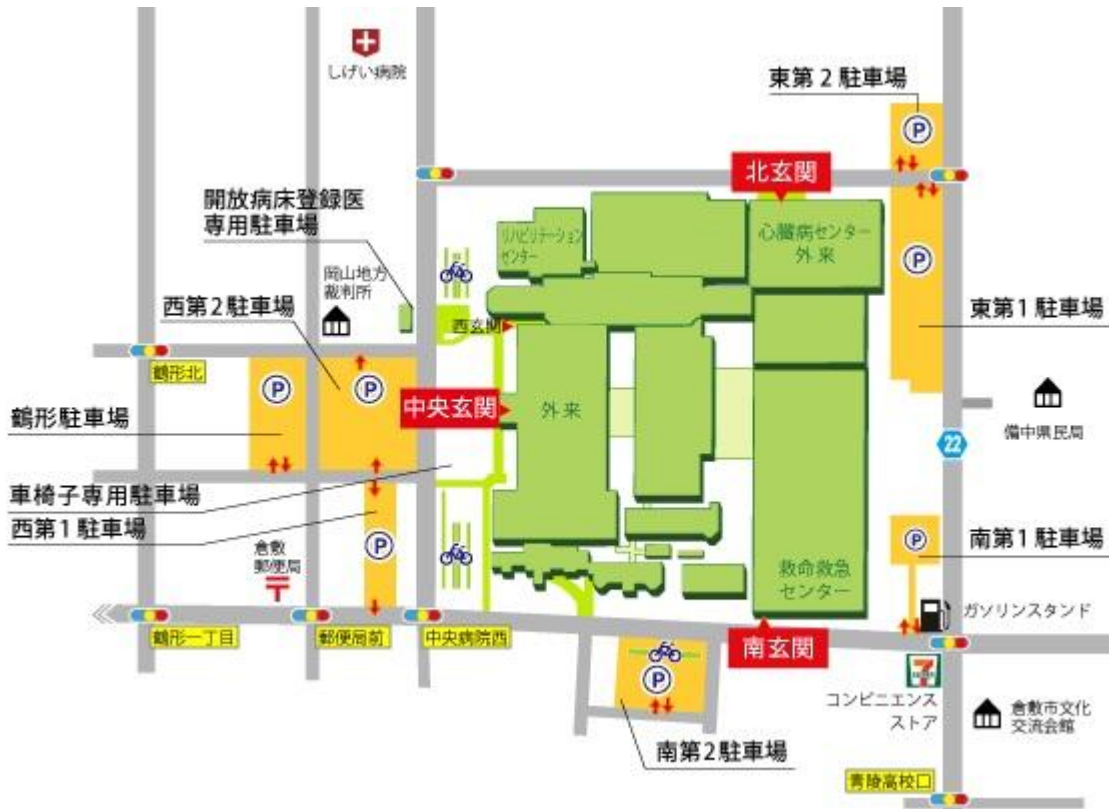 しげい病院
東第2駐車場
P
北玄関
開放病床登録医
専用駐車場
リハビリテーション
センター
心臓病センター
外来
P
岡山地方
裁判所
西第2駐車場
西玄関
東第1駐車場
鶴形北
P
P
中央玄関
外来
鶴形駐車場
備中県民局
22
車椅子専用駐車場
西第1駐車場
P
P
南第1駐車場
倉敷
郵便局
救命救急
センター
ガソリンスタンド
鶴形一丁目
郵便局前
中央病院西
南玄関
P
7
コンビニエンス
ストア
倉敷市文化
交流会館
南第2駐車場
青陵高校口